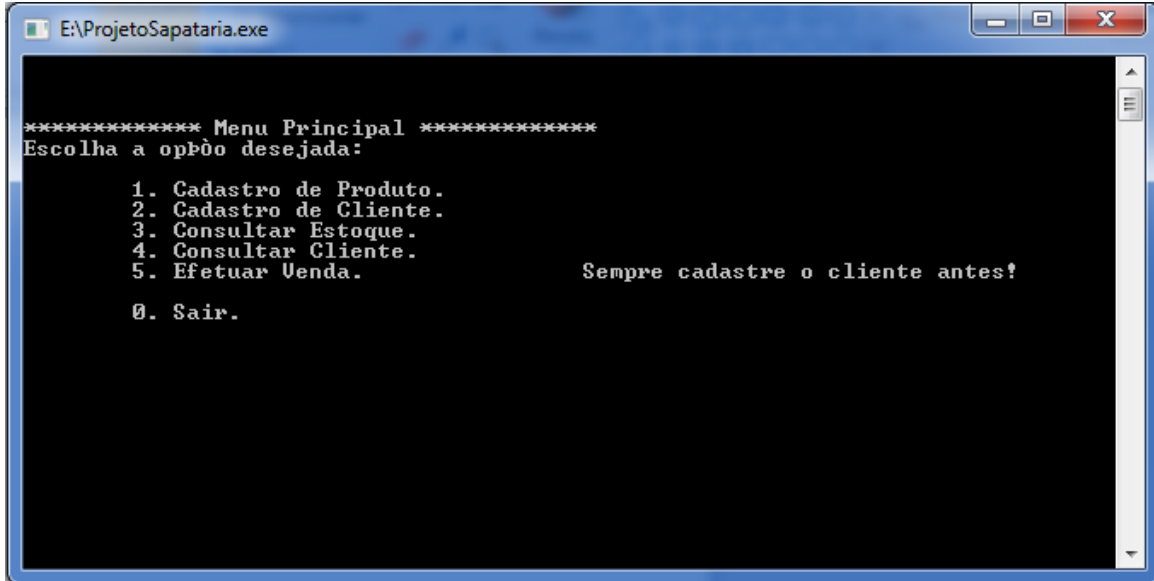 E:\ProjetoSapataria.exe
************* Menu Principal *************
Escolha a opÞòo desejada:
1. Cadastro de Produto.
2. Cadastro de Cliente.
3. Consultar Estoque.
4. Consultar Cliente.
5. Efetuar Venda. Sempre cadastre o cliente antes!
0. Sair.